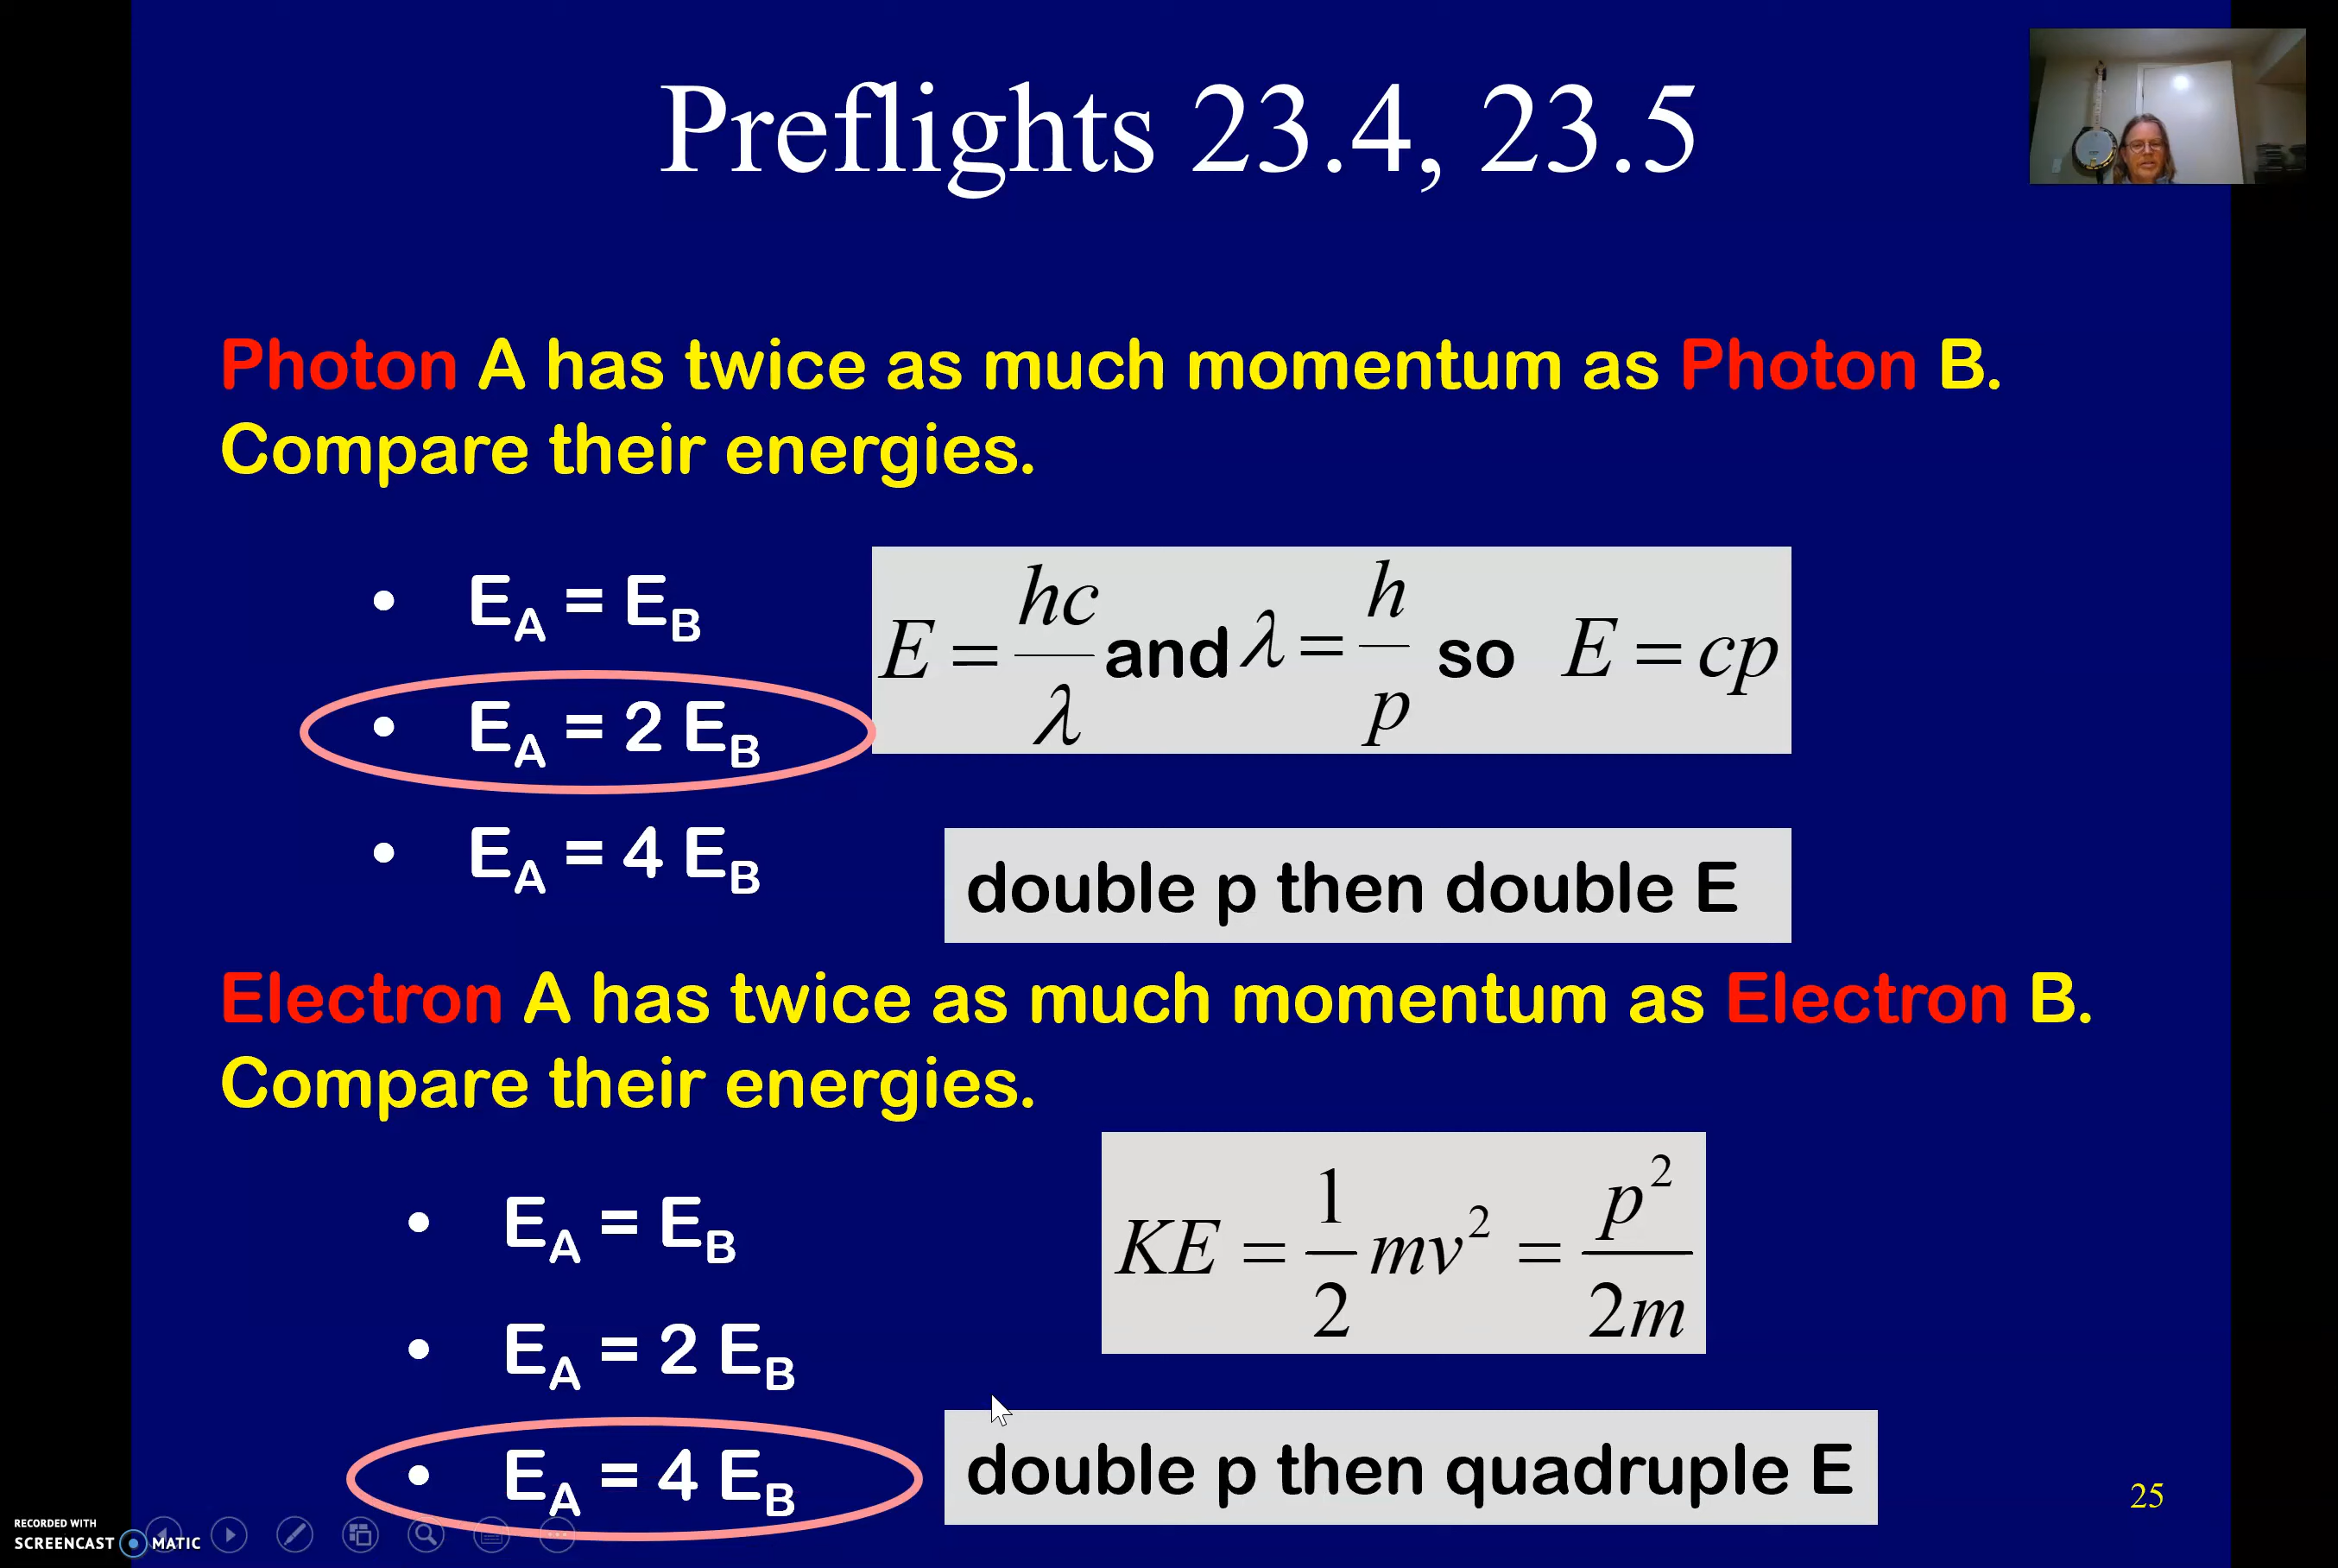 Preflights 23.4, 23.5
Photon A has twice as much momentum as Photon B.
Compare their energies.
• E_A = E_B
• E_A = 2 E_B
• E_A = 4 E_B
E = hc/λ and λ = h/p so E = cp
double p then double E
Electron A has twice as much momentum as Electron B.
Compare their energies.
• E_A = E_B
• E_A = 2 E_B
• E_A = 4 E_B
KE = 1/2 mv² = p²/2m
double p then quadruple E
25
RECORDED WITH
SCREENCAST MATIC